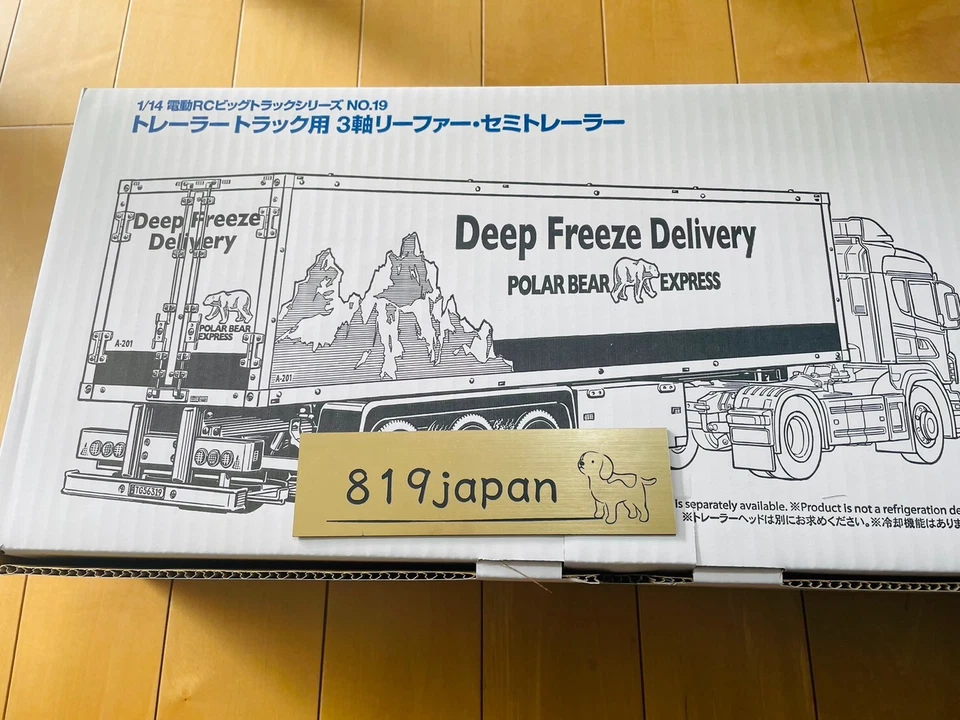 1/14 電動RCビッグトラックシリーズ NO.19
トレーラートラック用 3軸リーファー・セミトレーラー
Deep Freeze
Delivery
POLAR BEAR
EXPRESS
A-201
Deep Freeze Delivery
POLAR BEAR EXPRESS
A-201
TG56319
819japan
is separately available. ※Product is not a refrigeration de
※トレーラーヘッドは別にお求めください。※冷却機能はありま